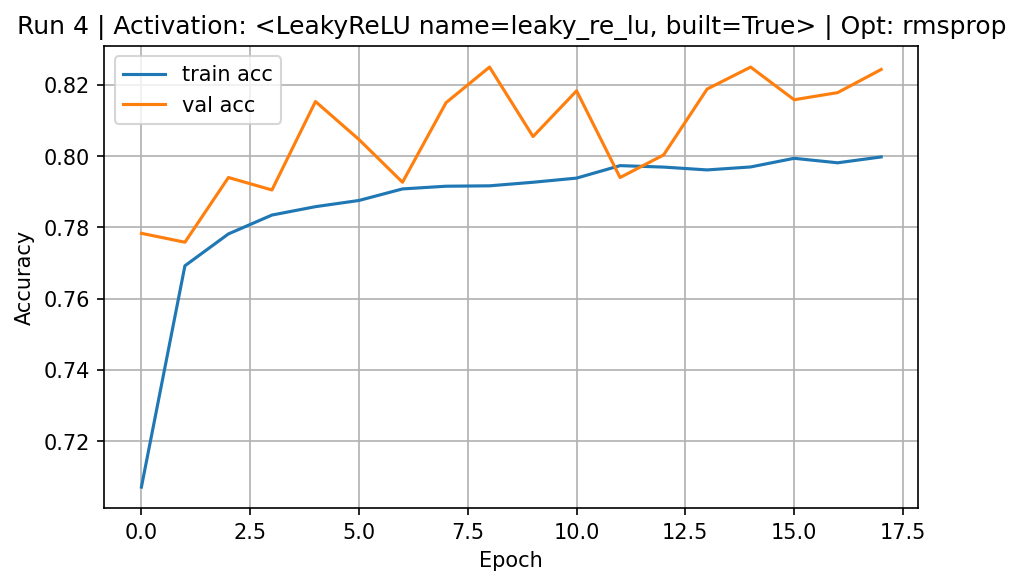 Run 4 | Activation: <LeakyReLU name=leaky_re_lu, built=True> | Opt: rmsprop
train acc
val acc
0.82
0.80
0.78
0.76
0.74
0.72
Accuracy
0.0 2.5 5.0 7.5 10.0 12.5 15.0 17.5
Epoch